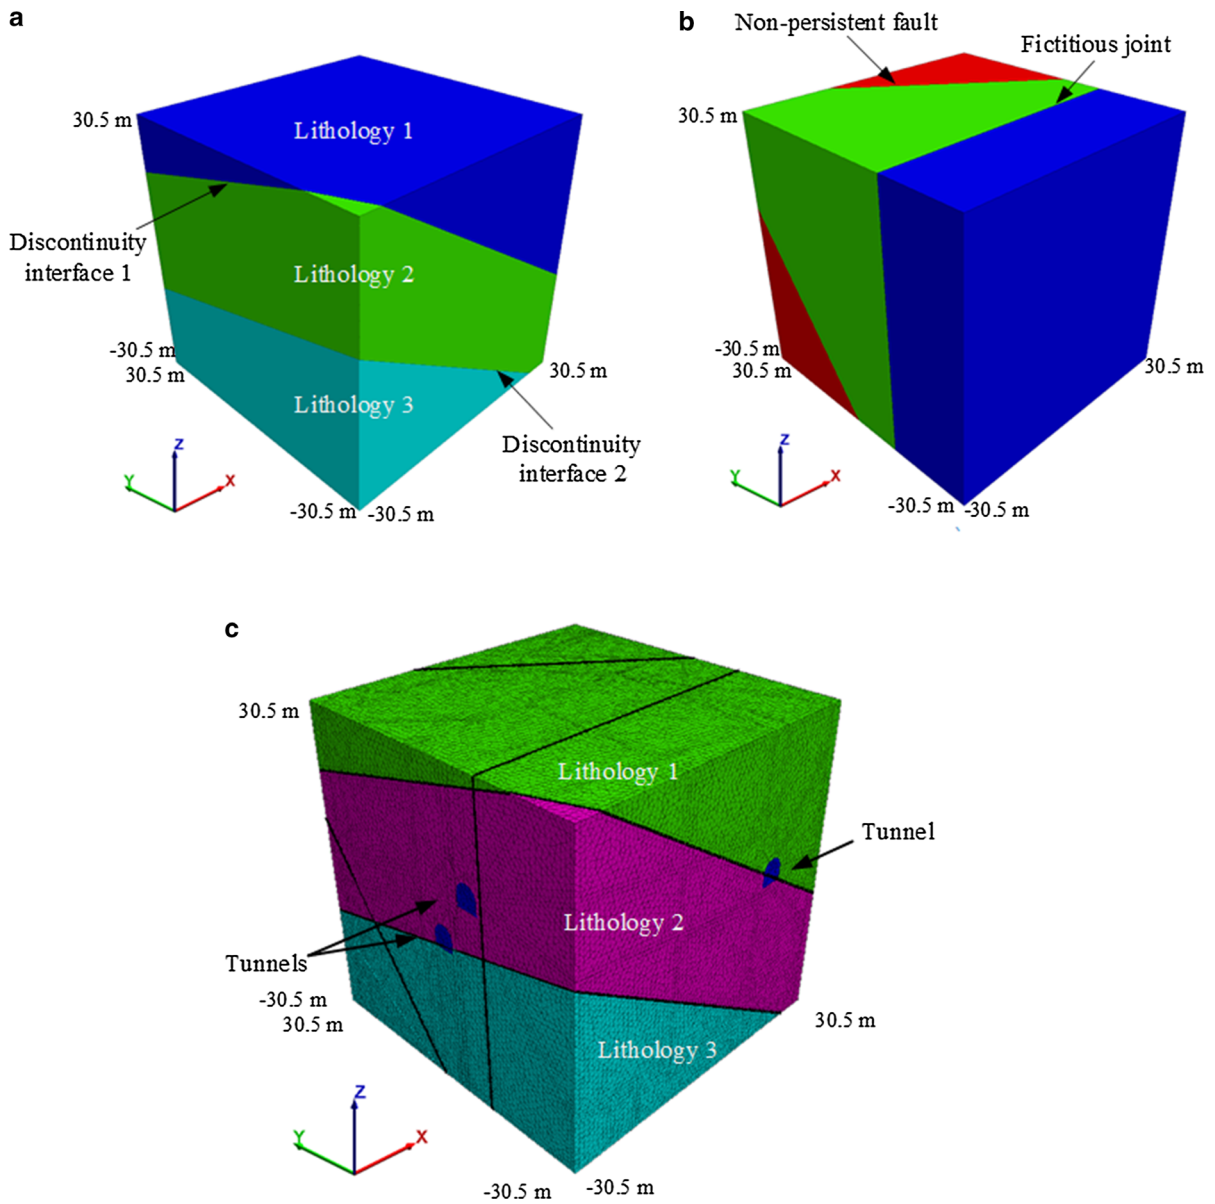 a
Lithology 1
30.5 m
Discontinuity
interface 1
Lithology 2
-30.5 m
30.5 m
30.5 m
Lithology 3
Discontinuity
interface 2
Z
Y
X
-30.5 m
-30.5 m
b
Non-persistent fault
Fictitious joint
30.5 m
-30.5 m
30.5 m
30.5 m
Z
Y
X
-30.5 m
-30.5 m
c
30.5 m
Lithology 1
Tunnel
Lithology 2
Tunnels
-30.5 m
30.5 m
30.5 m
Lithology 3
Z
Y
X
-30.5 m
-30.5 m